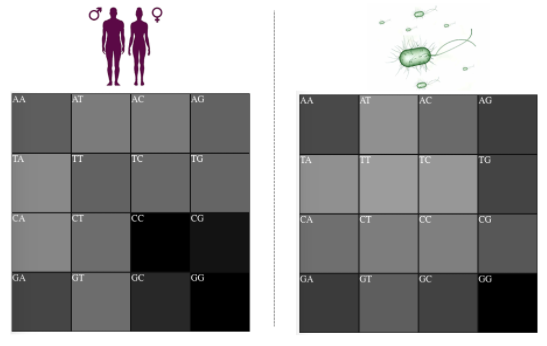 AA AT AC AG
TA TT TC TG
CA CT CC CG
GA GT GC GG
AA AT AC AG
TA TT TC TG
CA CT CC CG
GA GT GC GG